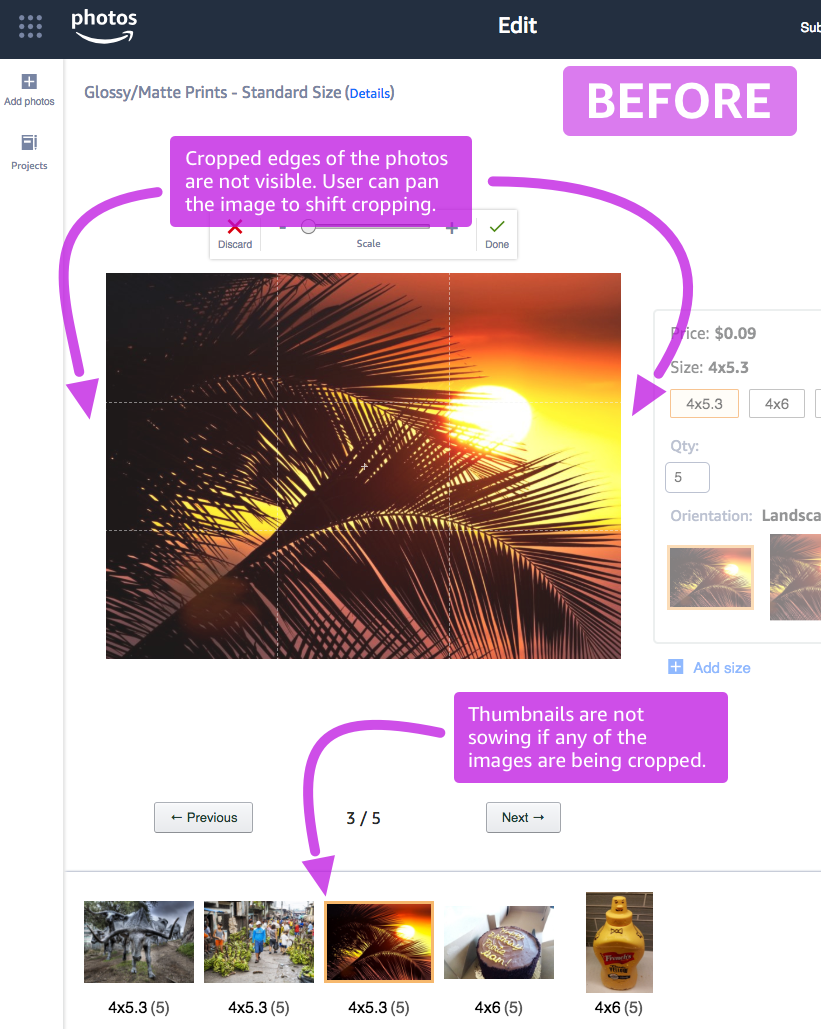 photos
Edit
Sub
Add photos
Projects
Glossy/Matte Prints - Standard Size (Details)
BEFORE
Cropped edges of the photos
are not visible. User can pan
the image to shift cropping.
- +
Discard
Scale
Done
Price: $0.09
Size: 4x5.3
4x5.3
4x6
Qty:
5
Orientation: Landsca
Add size
Thumbnails are not
sowing if any of the
images are being cropped.
← Previous
3 / 5
Next →
French's
4x5.3 (5)
4x5.3 (5)
4x5.3 (5)
4x6 (5)
4x6 (5)